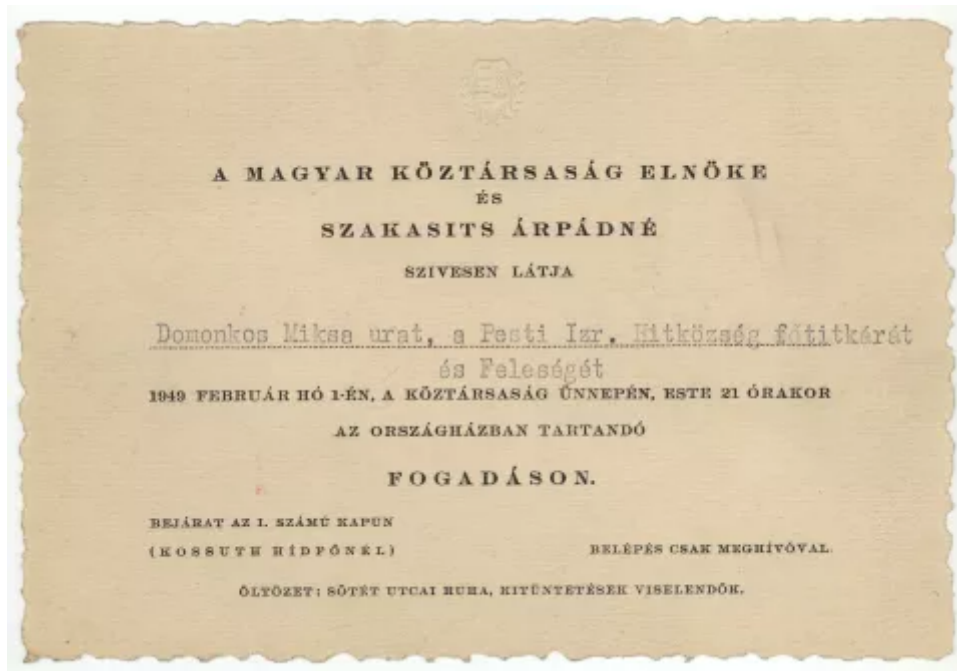 A MAGYAR KÖZTÁRSASÁG ELNÖKE
ÉS
SZAKASITS ÁRPÁDNÉ
SZIVESEN LÁTJA
Domonkos Miksa urat, a Pesti Izr. Hitközség főtitkárát
és Feleségét
1949 FEBRUÁR HÓ 1-ÉN, A KÖZTÁRSASÁG ÜNNEPÉN, ESTE 21 ÓRAKOR
AZ ORSZÁGHÁZBAN TARTANDÓ
FOGADÁSON.
BEJÁRAT AZ I. SZÁMÚ KAPUN
(KOSSUTH HÍDFŐNÉL)
BELÉPÉS CSAK MEGHÍVÓVAL.
ÖLTÖZET: SÖTÉT UTCAI RUHA, KITÜNTETÉSEK VISELENDŐK.